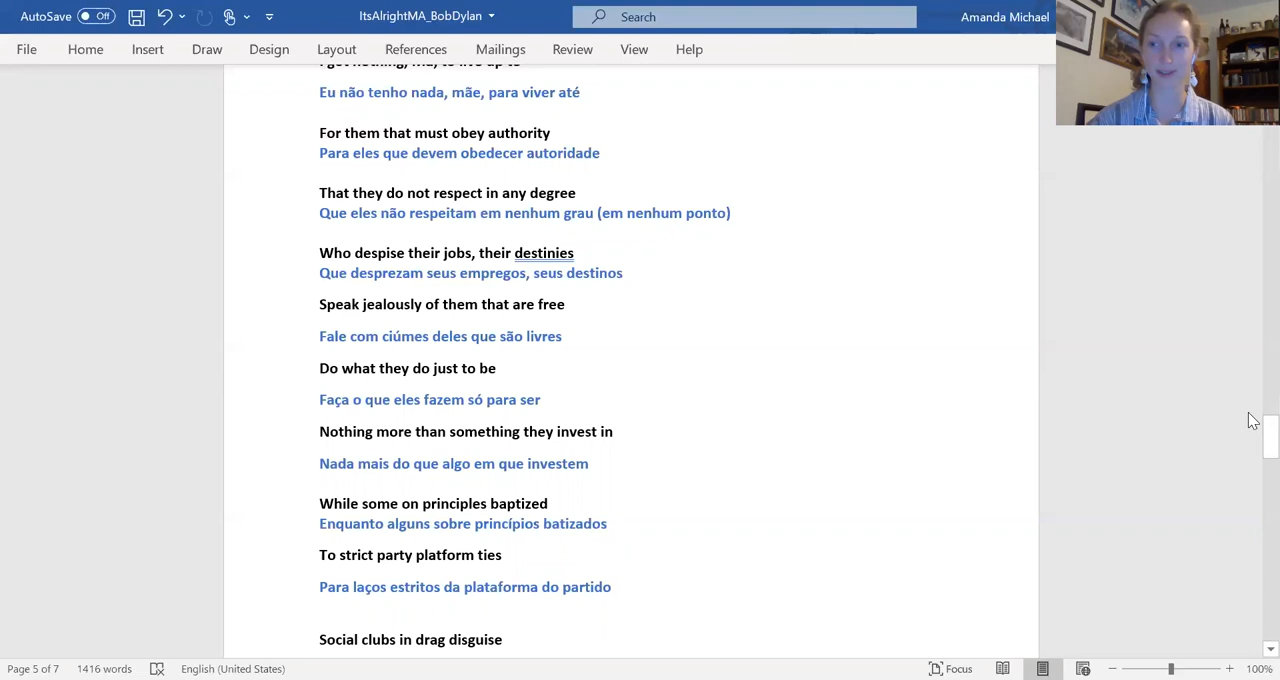 AutoSave Off ItsAlrightMA_BobDylan Search Amanda Michael
File Home Insert Draw Design Layout References Mailings Review View Help
I got nothing, ma, to live up to
Eu não tenho nada, mãe, para viver até
For them that must obey authority
Para eles que devem obedecer autoridade
That they do not respect in any degree
Que eles não respeitam em nenhum grau (em nenhum ponto)
Who despise their jobs, their destinies
Que desprezam seus empregos, seus destinos
Speak jealously of them that are free
Fale com ciúmes deles que são livres
Do what they do just to be
Faça o que eles fazem só para ser
Nothing more than something they invest in
Nada mais do que algo em que investem
While some on principles baptized
Enquanto alguns sobre princípios batizados
To strict party platform ties
Para laços estritos da plataforma do partido
Social clubs in drag disguise
Page 5 of 7 1416 words English (United States) Focus 100%